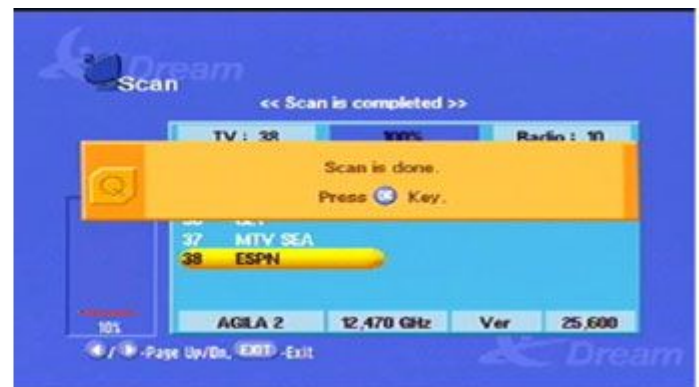 Dream
Scan
<< Scan is completed >>
TV : 38 100% Radio : 10
Scan is done.
Press OK Key.
37 MTV SEA
38 ESPN
10%
AGILA 2 12,470 GHz Ver 25,600
-Page Up/Dn, EXIT -Exit
Dream